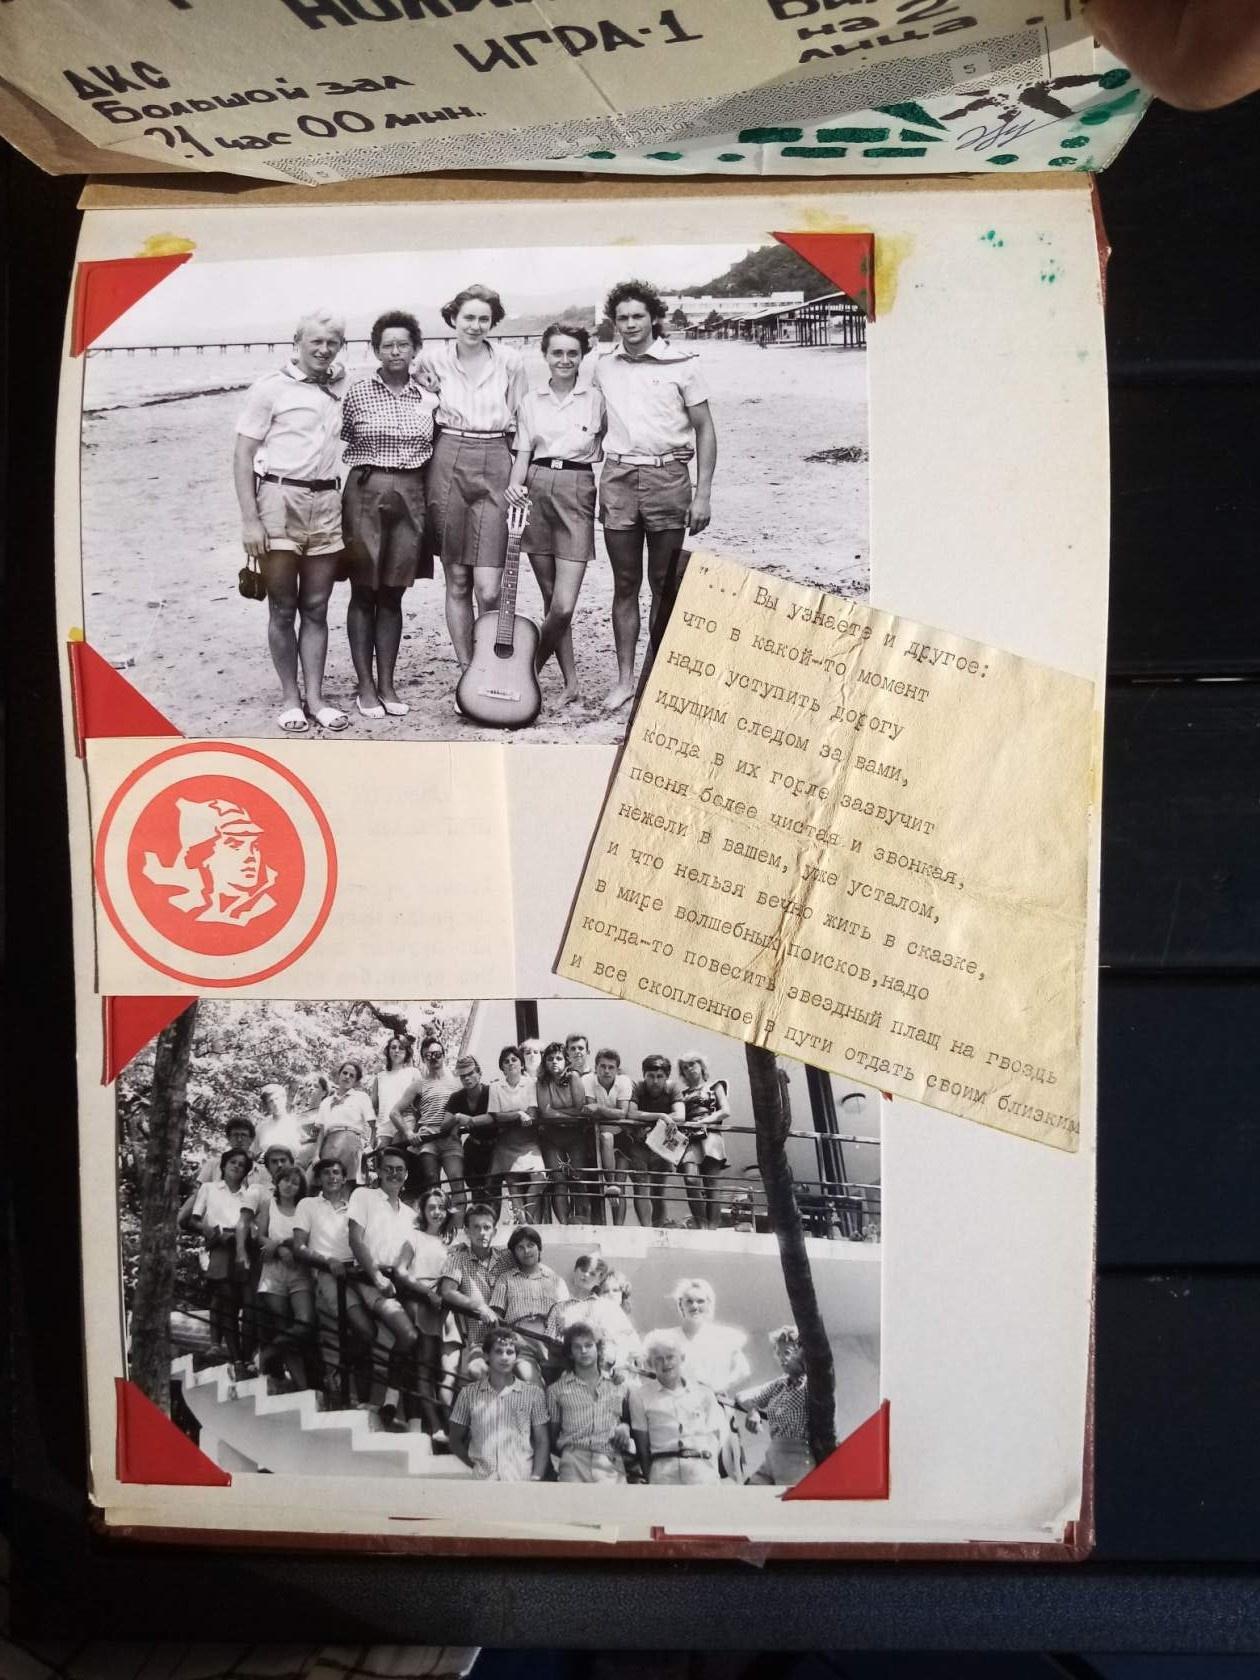 ИГРА-1
на 2
лица
ДКС
Большой зал
21 час 00 мин.
5
"... Вы узнаете и другое:
что в какой-то момент
надо уступить дорогу
идущим следом за вами,
когда в их горле зазвучит
песня более чистая и звонкая,
нежели в вашем, уже усталом,
и что нельзя вечно жить в сказке,
в мире волшебных поисков,надо
когда-то повесить звездный плащ на гвоздь
и все скопленное в пути отдать своим близким